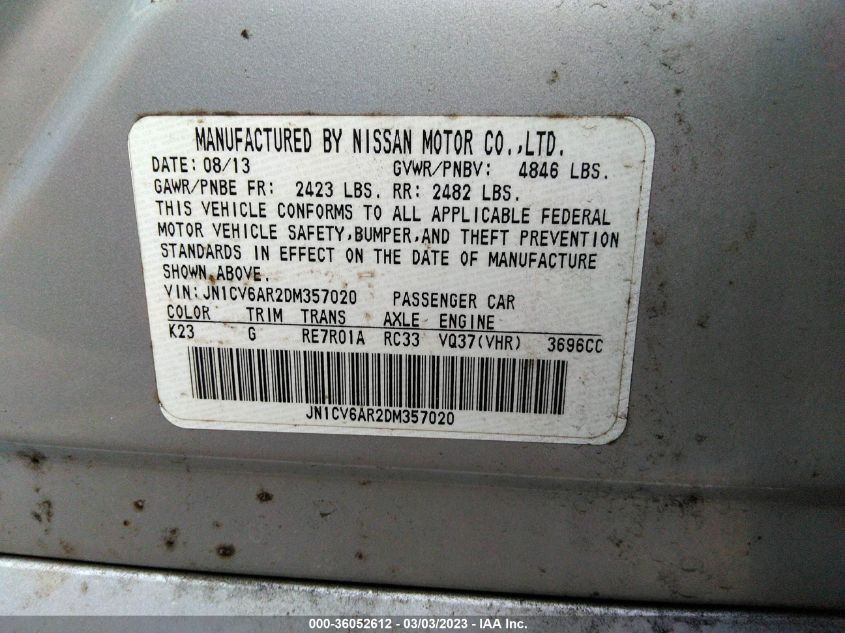 MANUFACTURED BY NISSAN MOTOR CO.,LTD.
DATE: 08/13 GVWR/PNBV: 4846 LBS.
GAWR/PNBE FR: 2423 LBS. RR: 2482 LBS.
THIS VEHICLE CONFORMS TO ALL APPLICABLE FEDERAL
MOTOR VEHICLE SAFETY,BUMPER,AND THEFT PREVENTION
STANDARDS IN EFFECT ON THE DATE OF MANUFACTURE
SHOWN ABOVE.
VIN:JN1CV6AR2DM357020 PASSENGER CAR
COLOR TRIM TRANS AXLE ENGINE
K23 G RE7R01A RC33 VQ37(VHR) 3696CC
JN1CV6AR2DM357020
000-36052612 - 03/03/2023 - IAA Inc.